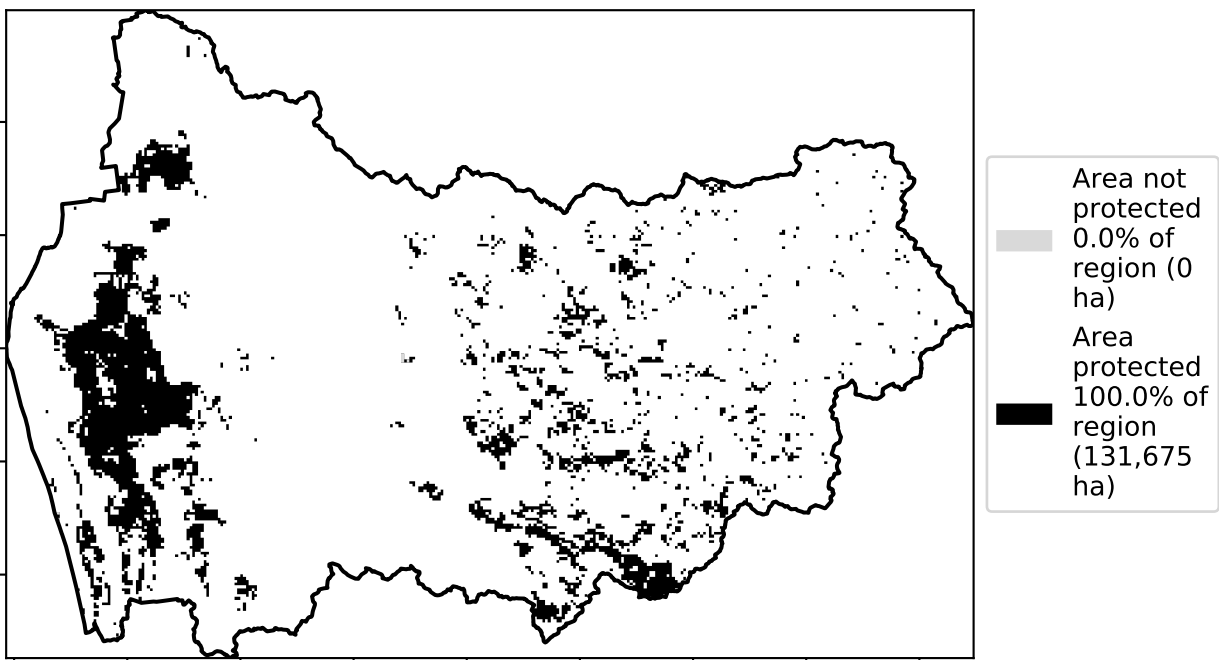 Area not
protected
0.0% of
region (0
ha)
Area
protected
100.0% of
region
(131,675
ha)